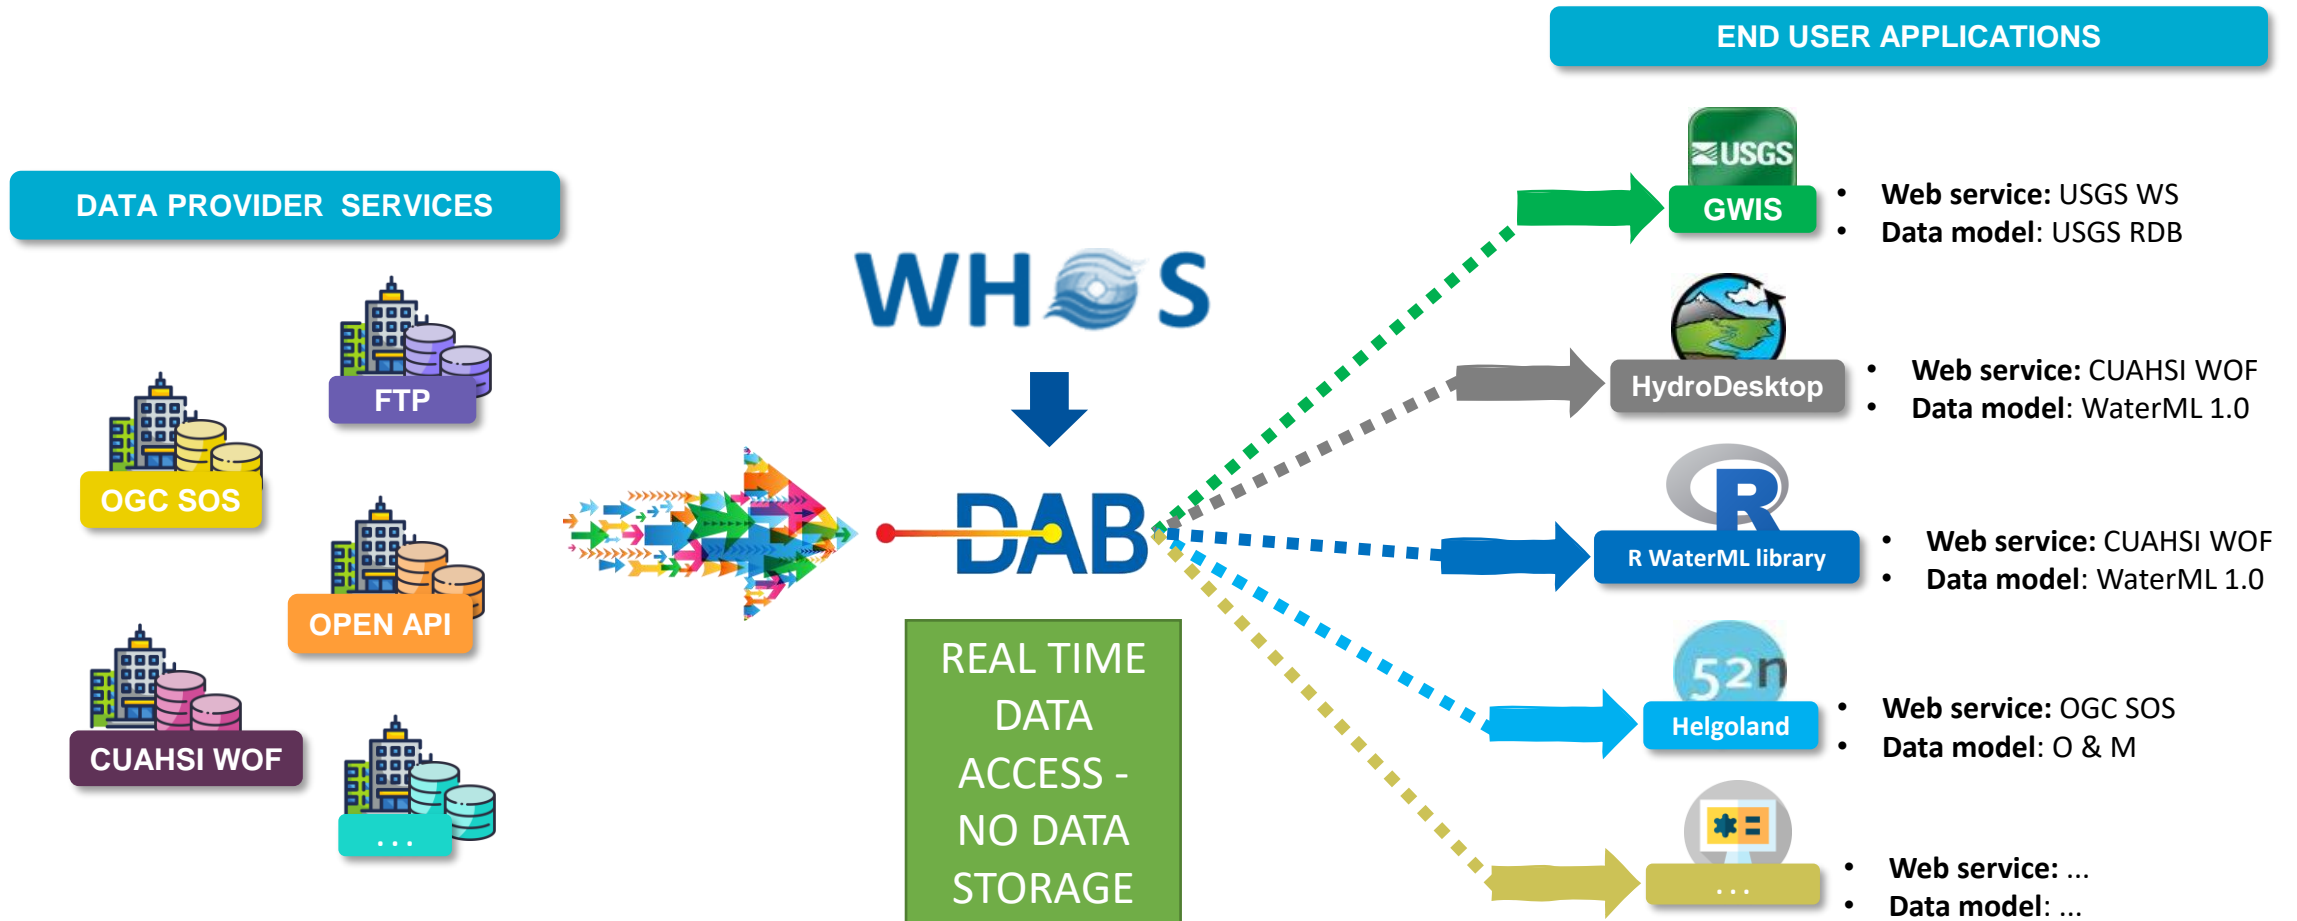 END USER APPLICATIONS
DATA PROVIDER SERVICES
FTP
OGC SOS
OPEN API
CUAHSI WOF
...
WHOS
DAB
REAL TIME
DATA
ACCESS -
NO DATA
STORAGE
USGS
GWIS
• Web service: USGS WS
• Data model: USGS RDB
HydroDesktop
• Web service: CUAHSI WOF
• Data model: WaterML 1.0
R
R WaterML library
• Web service: CUAHSI WOF
• Data model: WaterML 1.0
52n
Helgoland
• Web service: OGC SOS
• Data model: O & M
...
• Web service: ...
• Data model: ...